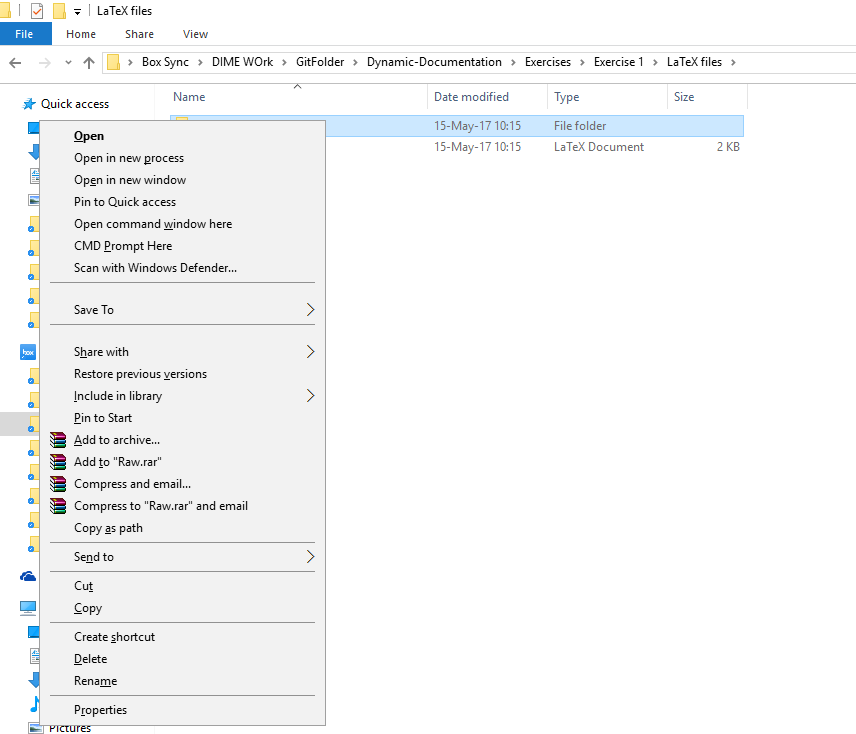 LaTeX files
File Home Share View
Box Sync DIME WOrk GitFolder Dynamic-Documentation Exercises Exercise 1 LaTeX files
Quick access
Name Date modified Type Size
15-May-17 10:15 File folder
15-May-17 10:15 LaTeX Document 2 KB
Open
Open in new process
Open in new window
Pin to Quick access
Open command window here
CMD Prompt Here
Scan with Windows Defender...
Save To
Share with
box
Restore previous versions
Include in library
Pin to Start
Add to archive...
Add to "Raw.rar"
Compress and email...
Compress to "Raw.rar" and email
Copy as path
Send to
Cut
Copy
Create shortcut
Delete
Rename
Properties
Pictures